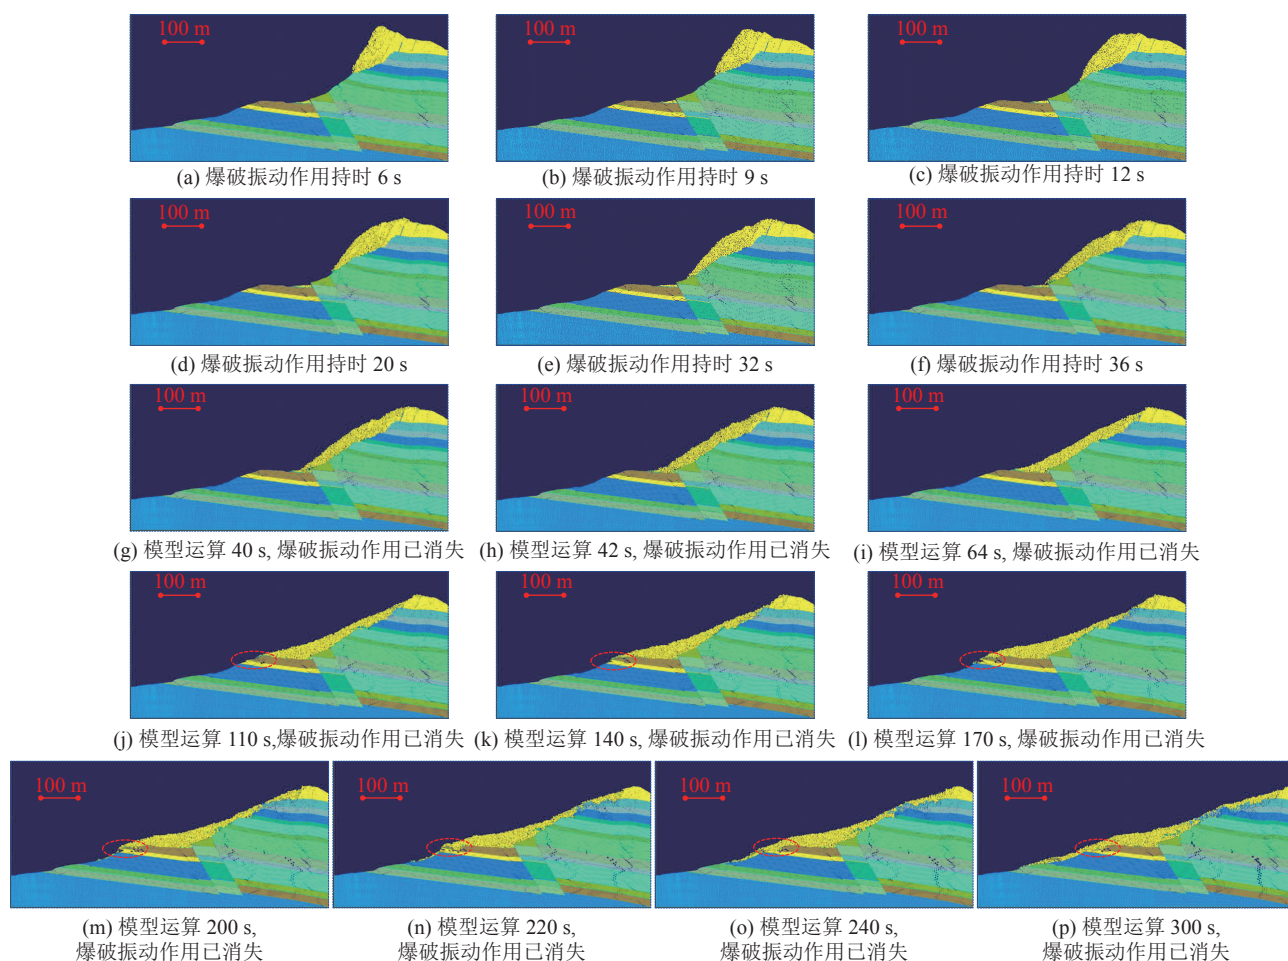 100 m 100 m 100 m
(a) 爆破振动作用持时 6 s (b) 爆破振动作用持时 9 s (c) 爆破振动作用持时 12 s
100 m 100 m 100 m
(d) 爆破振动作用持时 20 s (e) 爆破振动作用持时 32 s (f) 爆破振动作用持时 36 s
100 m 100 m 100 m
(g) 模型运算 40 s, 爆破振动作用已消失 (h) 模型运算 42 s, 爆破振动作用已消失 (i) 模型运算 64 s, 爆破振动作用已消失
100 m 100 m 100 m
(j) 模型运算 110 s,爆破振动作用已消失 (k) 模型运算 140 s, 爆破振动作用已消失 (l) 模型运算 170 s, 爆破振动作用已消失
100 m 100 m 100 m 100 m
(m) 模型运算 200 s, (n) 模型运算 220 s, (o) 模型运算 240 s, (p) 模型运算 300 s,
爆破振动作用已消失 爆破振动作用已消失 爆破振动作用已消失 爆破振动作用已消失